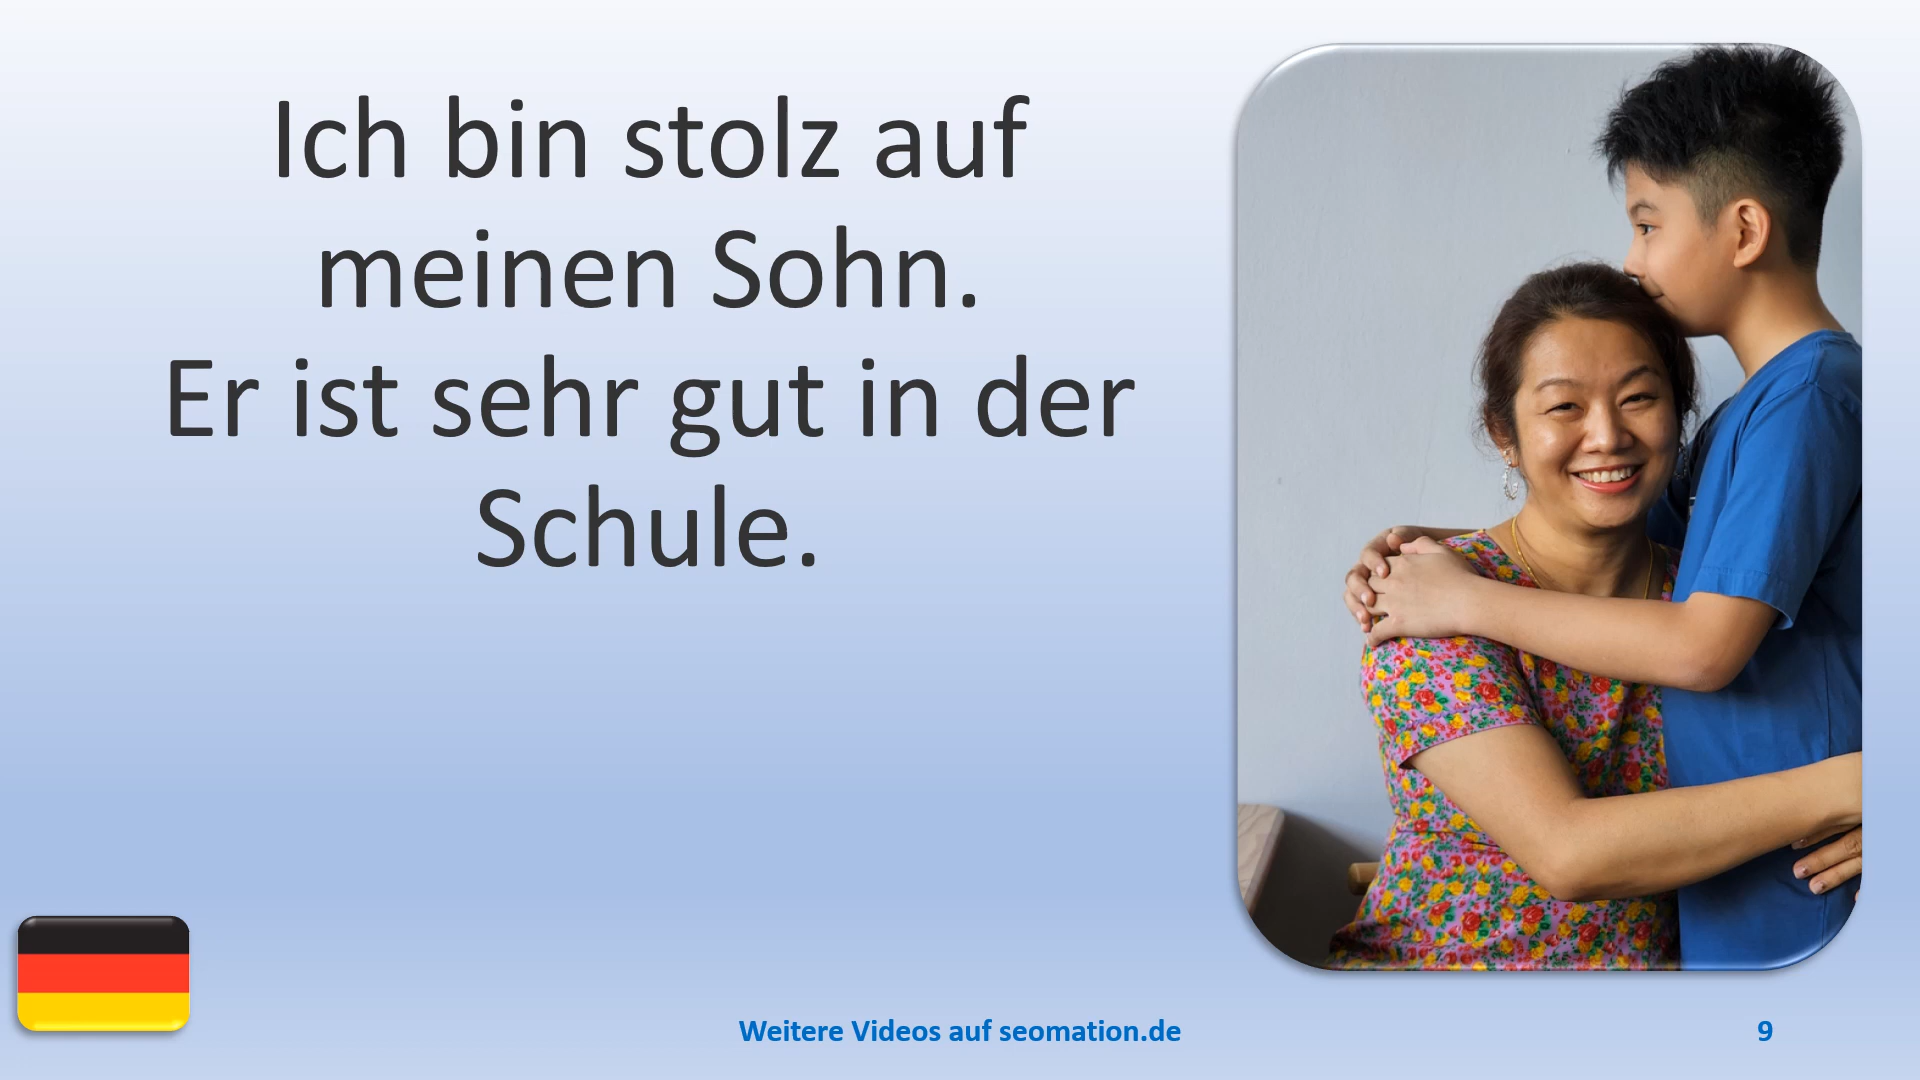 Ich bin stolz auf
meinen Sohn.
Er ist sehr gut in der
Schule.
Weitere Videos auf seomation.de
9